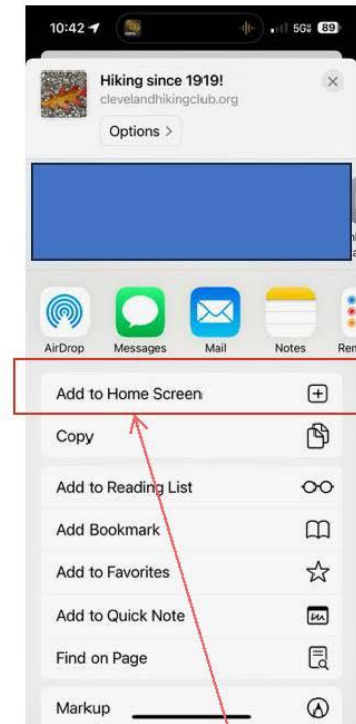 10:42
5G 89
Hiking since 1919!
clevelandhikingclub.org
Options >
AirDrop Messages Mail Notes Rem
Add to Home Screen
Copy
Add to Reading List
Add Bookmark
Add to Favorites
Add to Quick Note
Find on Page
Markup